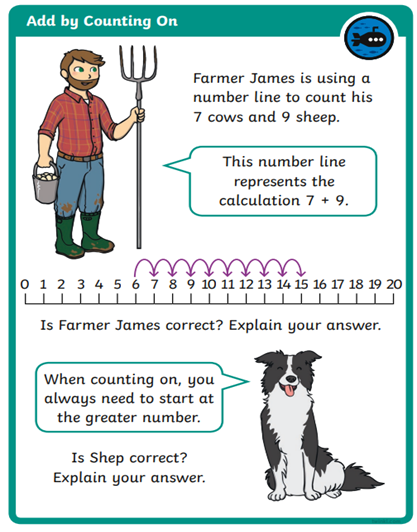 Add by Counting On
Farmer James is using a
number line to count his
7 cows and 9 sheep.
This number line
represents the
calculation 7 + 9.
0 1 2 3 4 5 6 7 8 9 10 11 12 13 14 15 16 17 18 19 20
Is Farmer James correct? Explain your answer.
When counting on, you
always need to start at
the greater number.
Is Shep correct?
Explain your answer.